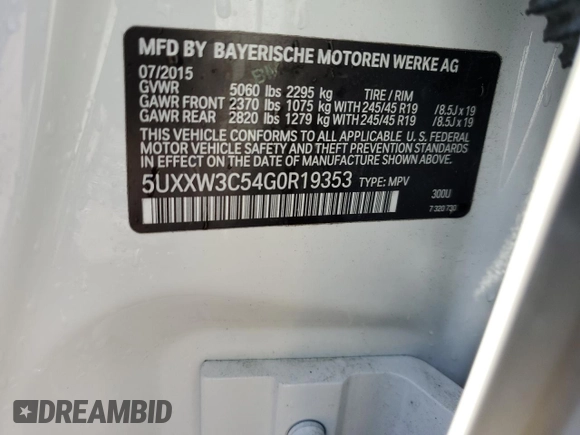 MFD BY BAYERISCHE MOTOREN WERKE AG
07/2015
GVWR 5060 lbs 2295 kg TIRE / RIM
GAWR FRONT 2370 lbs 1075 kg WITH 245/45 R19 /8.5J x 19
GAWR REAR 2820 lbs 1279 kg WITH 245/45 R19 /8.5J x 19
THIS VEHICLE CONFORMS TO ALL APPLICABLE U. S. FEDERAL
MOTOR VEHICLE SAFETY AND THEFT PREVENTION STANDARDS
IN EFFECT ON THE DATE OF MANUFACTURE SHOWN ABOVE.
5UXXW3C54G0R19353 TYPE: MPV
300U
DREAMBID